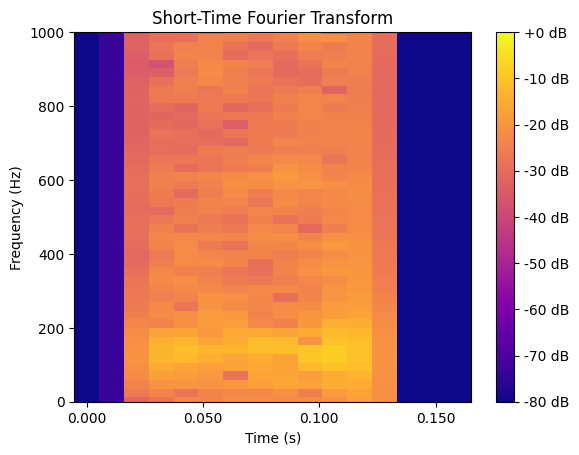 Short-Time Fourier Transform
1000
800
600
400
200
0
Frequency (Hz)
0.000
0.050
0.100
0.150
Time (s)
+0 dB
-10 dB
-20 dB
-30 dB
-40 dB
-50 dB
-60 dB
-70 dB
-80 dB